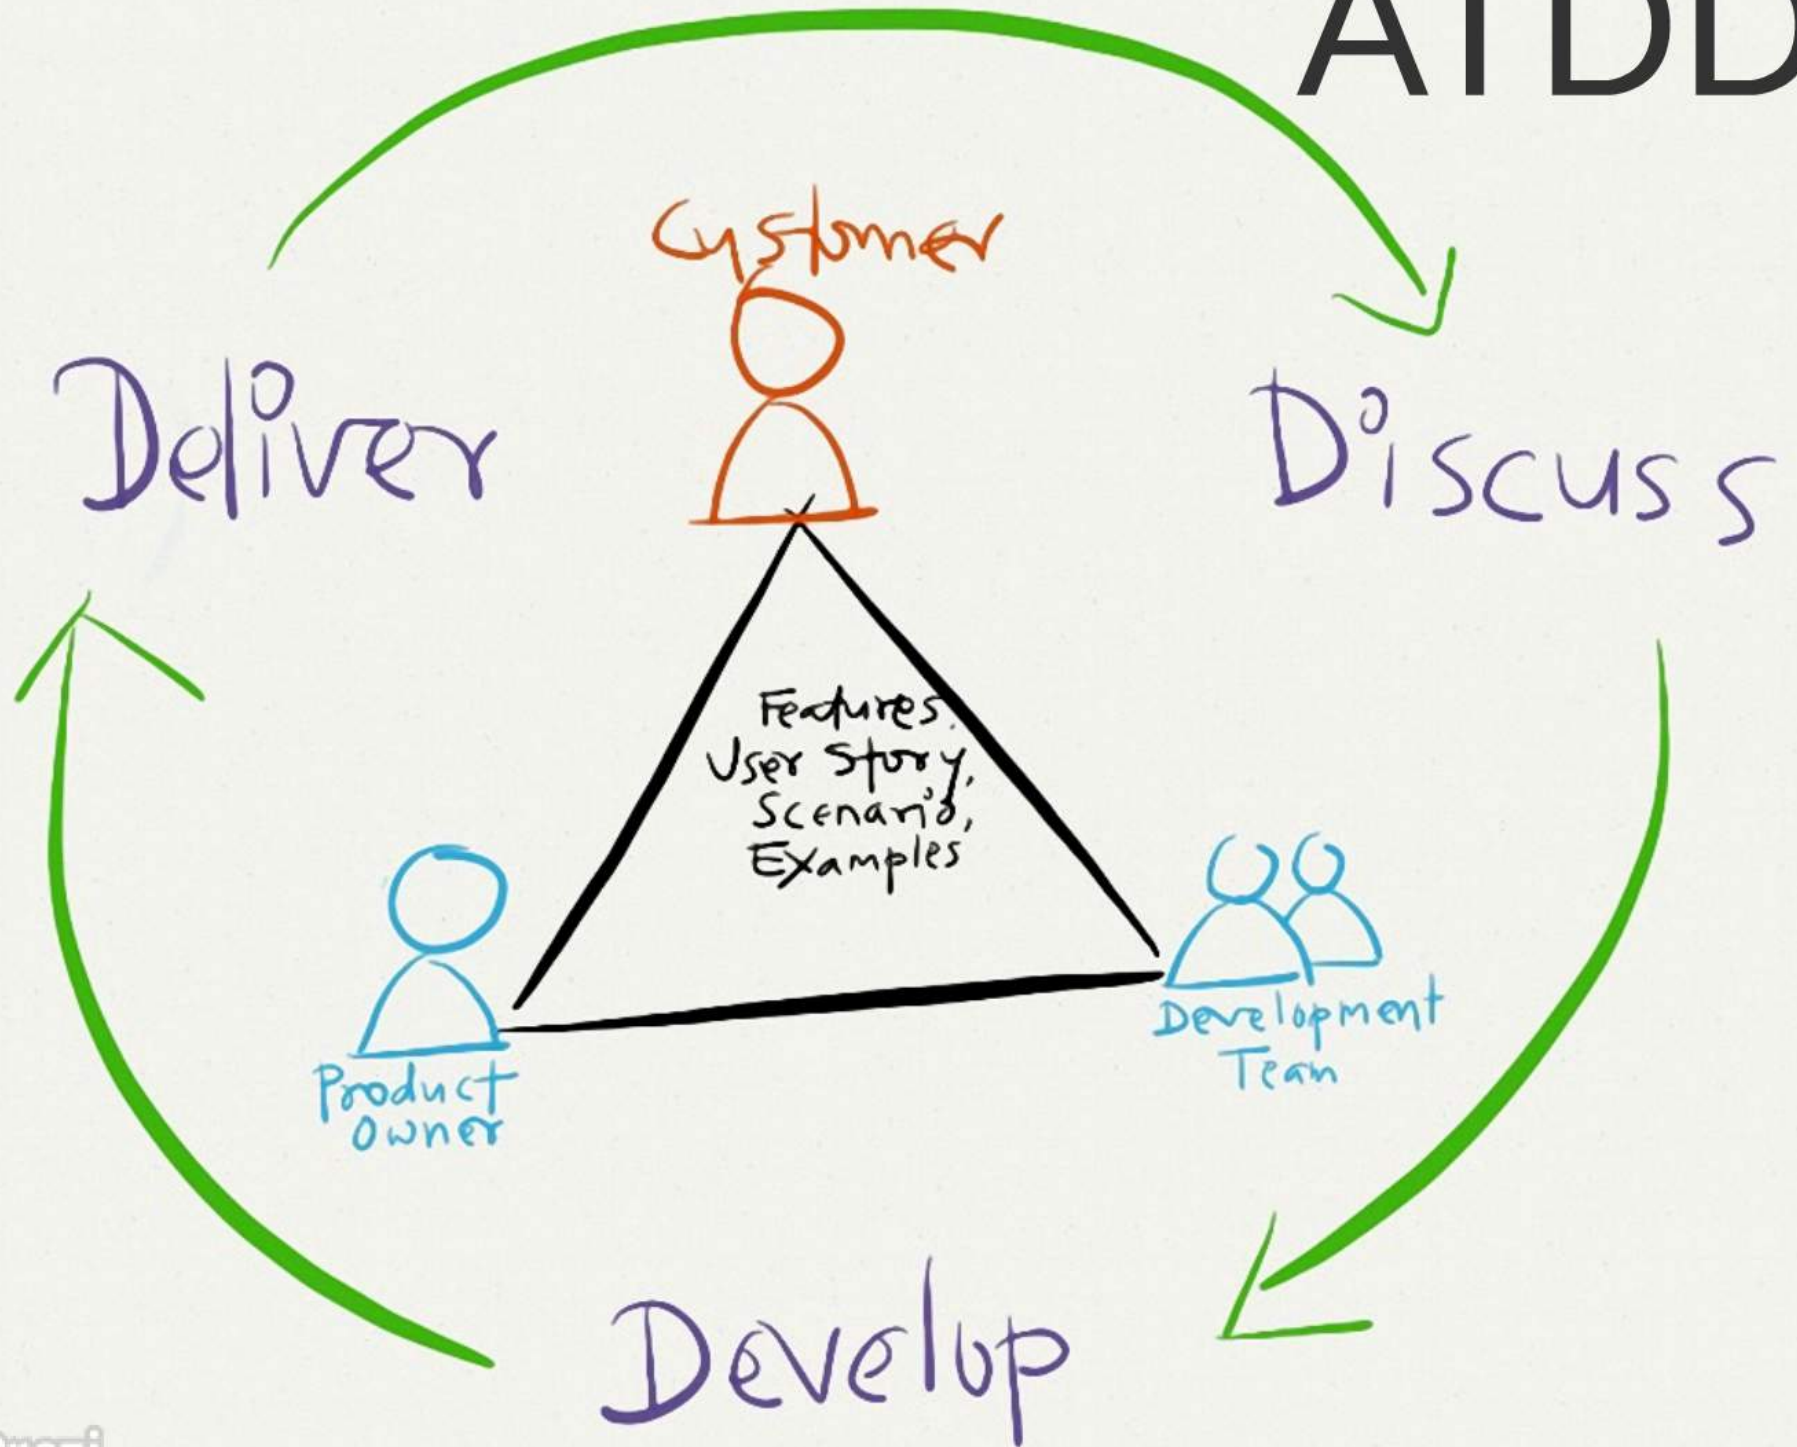 ATDD
Customer
Deliver
Discuss
Features,
User Story,
Scenario,
Examples
Development
Team
Product
Owner
Develop